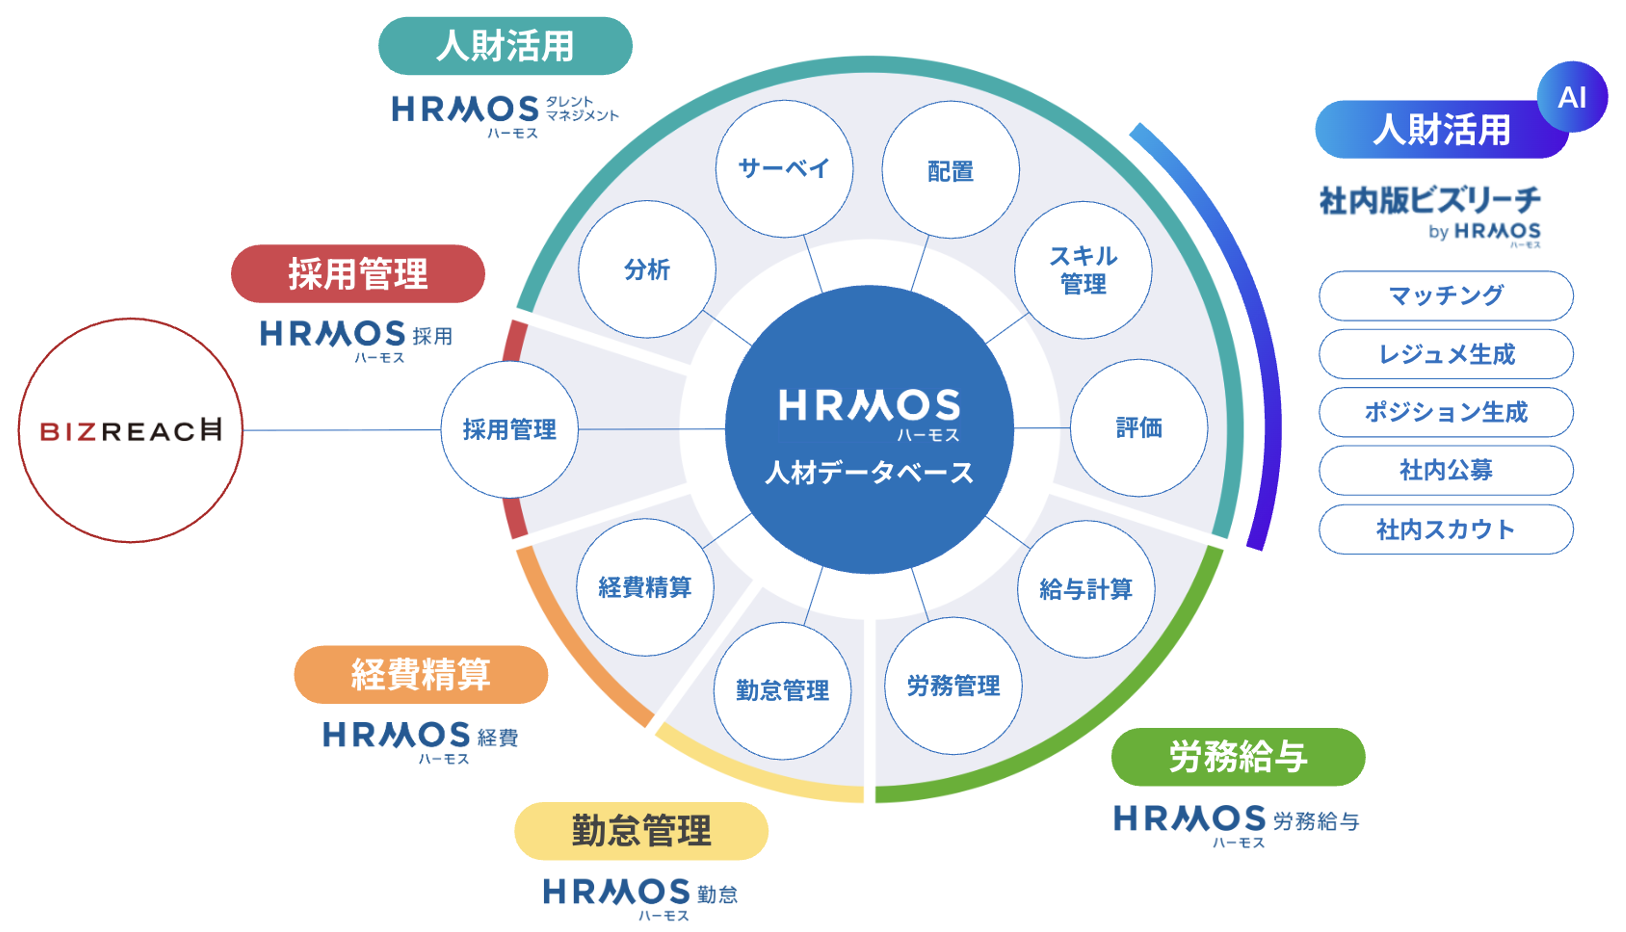 人財活用
HRMOS タレント
マネジメント
ハーモス
採用管理
HRMOS 採用
ハーモス
BIZREACH
サーベイ
配置
分析
スキル
管理
採用管理
評価
HRMOS
ハーモス
人材データベース
経費精算
給与計算
勤怠管理
労務管理
AI
人財活用
社内版ビズリーチ
by HRMOS
ハーモス
マッチング
レジュメ生成
ポジション生成
社内公募
社内スカウト
経費精算
HRMOS 経費
ハーモス
勤怠管理
HRMOS 勤怠
ハーモス
労務給与
HRMOS 労務給与
ハーモス